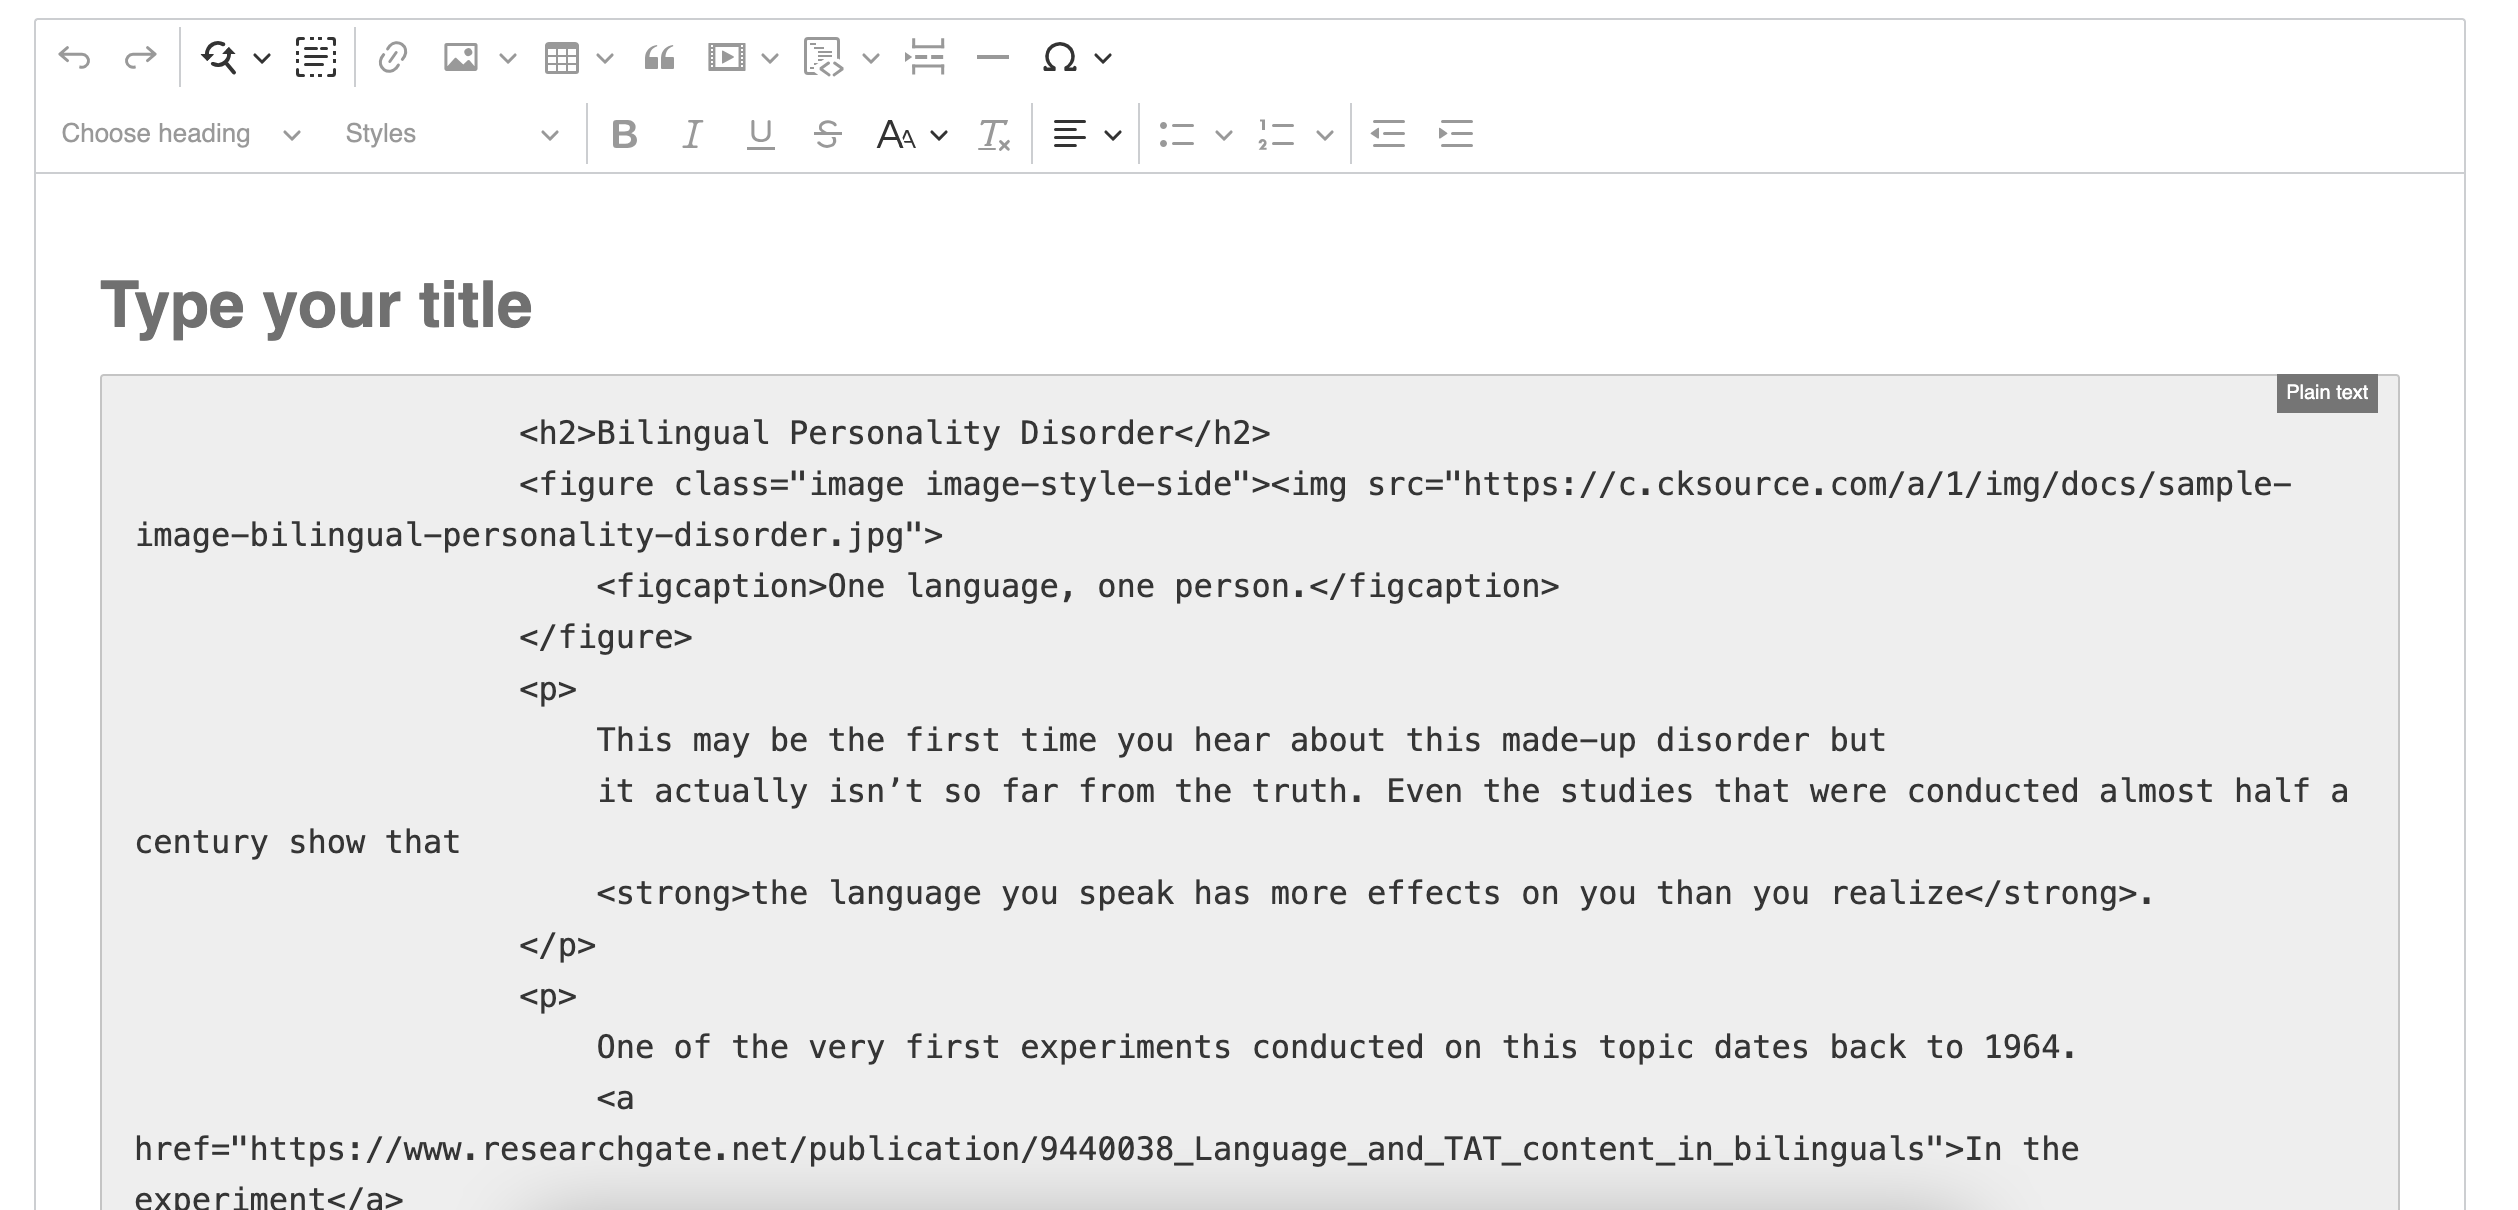 Choose heading
Styles
Type your title
Plain text
<h2>Bilingual Personality Disorder</h2>
<figure class="image image-style-side"><img src="https://c.cksource.com/a/1/img/docs/sample-
image-bilingual-personality-disorder.jpg">
<figcaption>One language, one person.</figcaption>
</figure>
<p>
This may be the first time you hear about this made-up disorder but
it actually isn’t so far from the truth. Even the studies that were conducted almost half a
century show that
<strong>the language you speak has more effects on you than you realize</strong>.
</p>
<p>
One of the very first experiments conducted on this topic dates back to 1964.
<a
href="https://www.researchgate.net/publication/9440038_Language_and_TAT_content_in_bilinguals">In the
experiment</a>